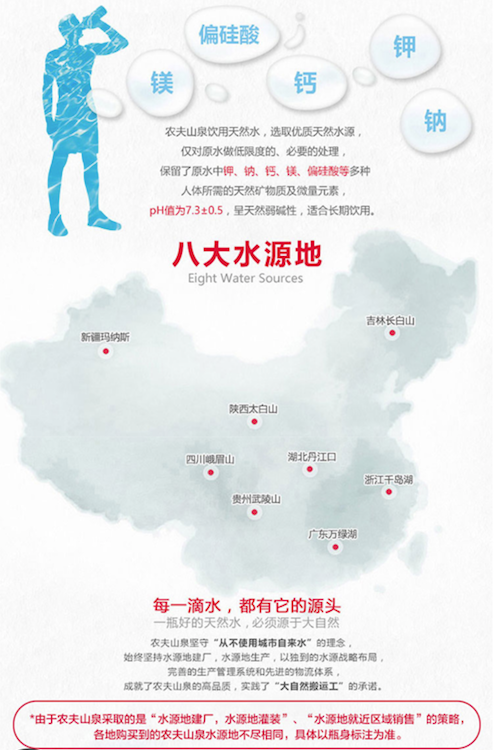 偏硅酸
钾
镁
钙
钠
农夫山泉饮用天然水，选取优质天然水源，
仅对原水做低限度的、必要的处理，
保留了原水中钾、钠、钙、镁、偏硅酸等多种
人体所需的天然矿物质及微量元素，
pH值为7.3±0.5，呈天然弱碱性，适合长期饮用。
八大水源地
Eight Water Sources
吉林长白山
新疆玛纳斯
陕西太白山
四川峨眉山
湖北丹江口
浙江千岛湖
贵州武陵山
广东万绿湖
每一滴水，都有它的源头
一瓶好的天然水，必须源于大自然
农夫山泉坚守“从不使用城市自来水”的理念，
始终坚持水源地建厂，水源地生产，以独到的水源战略布局，
完善的生产管理系统和先进的物流体系，
成就了农夫山泉的高品质，实践了“大自然搬运工”的承诺。
*由于农夫山泉采取的是“水源地建厂，水源地灌装”、“水源地就近区域销售”的策略，
各地购买到的农夫山泉水源地不尽相同，具体以瓶身标注为准。